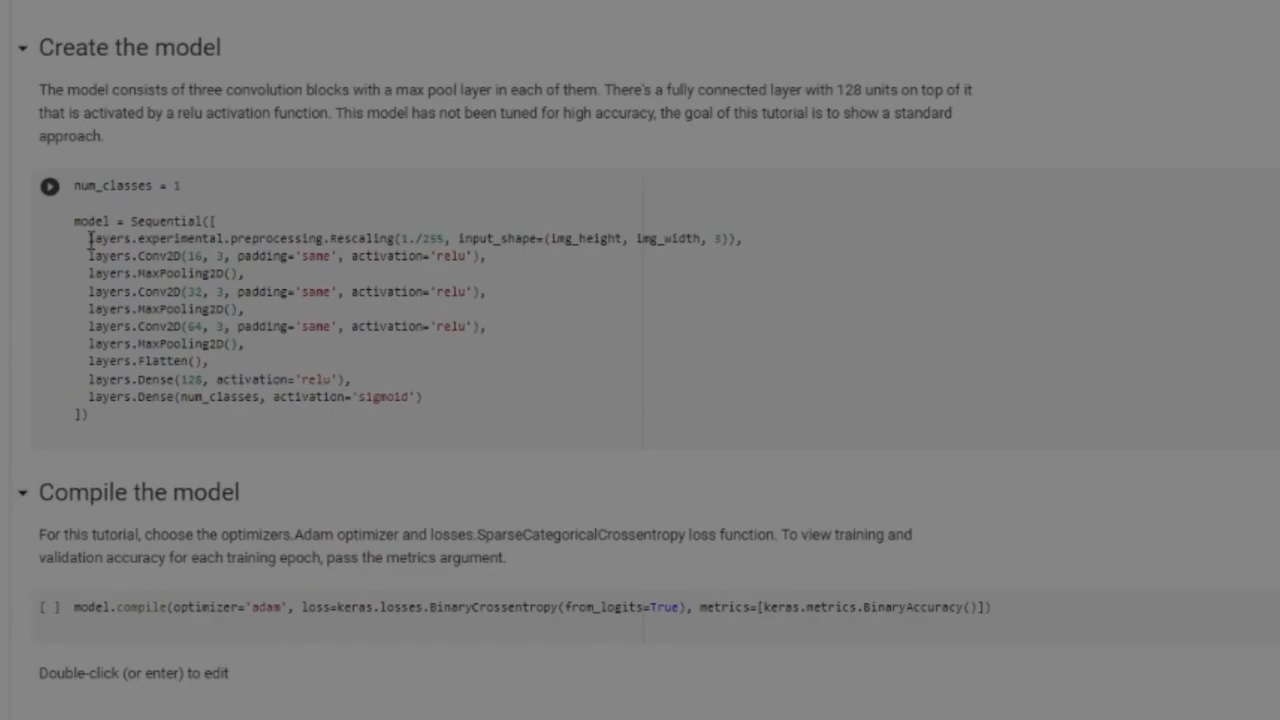 Create the model
The model consists of three convolution blocks with a max pool layer in each of them. There's a fully connected layer with 128 units on top of it
that is activated by a relu activation function. This model has not been tuned for high accuracy, the goal of this tutorial is to show a standard
approach.
num_classes = 1
model = Sequential([
layers.experimental.preprocessing.Rescaling(1./255, input_shape=(img_height, img_width, 3)),
layers.Conv2D(16, 3, padding='same', activation='relu'),
layers.MaxPooling2D(),
layers.Conv2D(32, 3, padding='same', activation='relu'),
layers.MaxPooling2D(),
layers.Conv2D(64, 3, padding='same', activation='relu'),
layers.MaxPooling2D(),
layers.Flatten(),
layers.Dense(128, activation='relu'),
layers.Dense(num_classes, activation='sigmoid')
])
Compile the model
For this tutorial, choose the optimizers.Adam optimizer and losses.SparseCategoricalCrossentropy loss function. To view training and
validation accuracy for each training epoch, pass the metrics argument.
[ ] model.compile(optimizer='adam', loss=keras.losses.BinaryCrossentropy(from_logits=True), metrics=[keras.metrics.BinaryAccuracy()])
Double-click (or enter) to edit